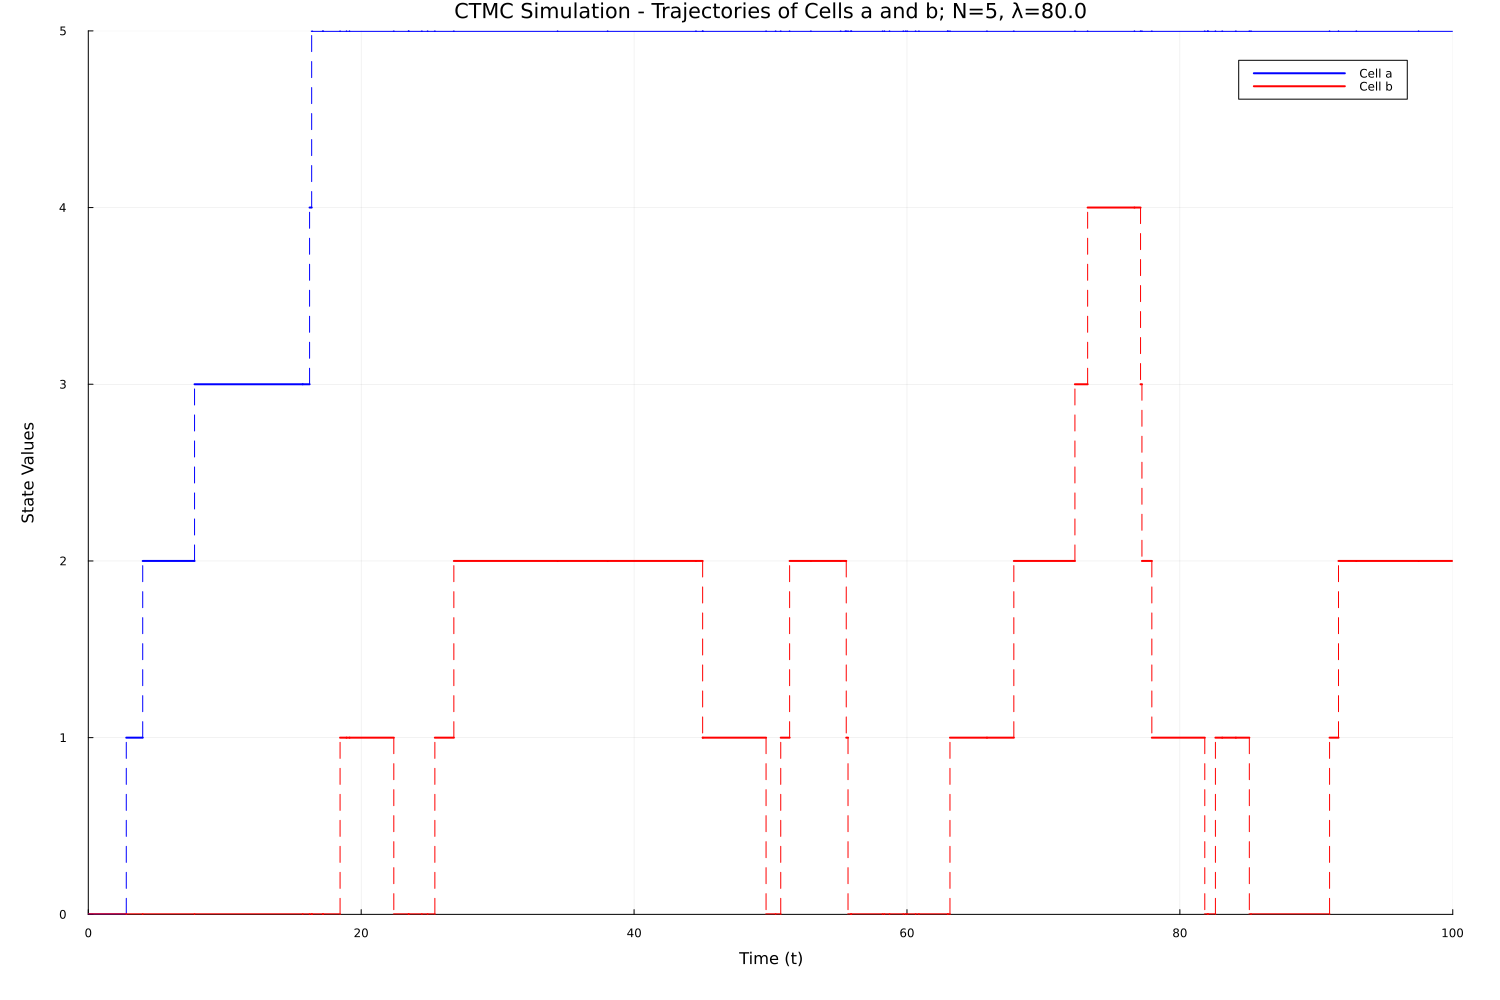 CTMC Simulation - Trajectories of Cells a and b; N=5, λ=80.0
Cell a
Cell b
State Values
5
4
3
2
1
0
0 20 40 60 80 100
Time (t)